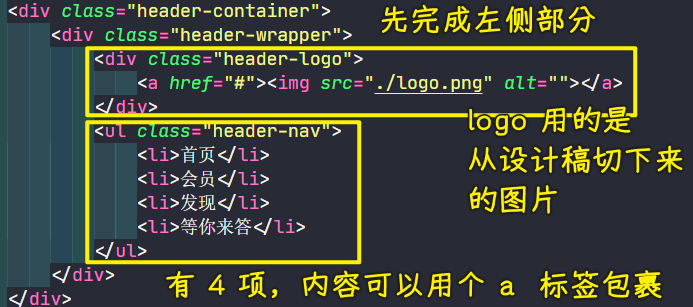 <div class="header-container">
先完成左侧部分
<div class="header-wrapper">
<div class="header-logo">
<a href="#"><img src="./logo.png" alt=""></a>
</div>
logo 用的是
从设计稿切下来
的图片
<ul class="header-nav">
<li>首页</li>
<li>会员</li>
<li>发现</li>
<li>等你来答</li>
</ul>
</div>
有 4 项，内容可以用个 a 标签包裹
</div>